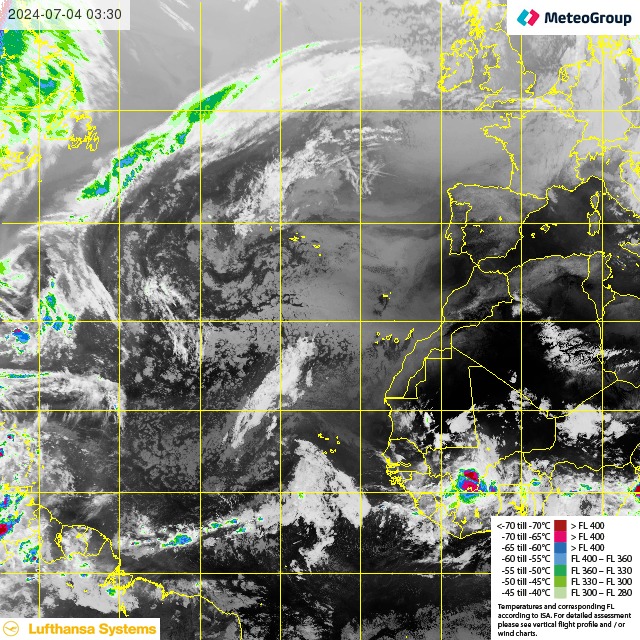 2024-07-04 03:30
MeteoGroup
<-70 till -70°C > FL 400
-70 till -65°C > FL 400
-65 till -60°C > FL 400
-60 till -55°C FL 400 – FL 360
-55 till -50°C FL 360 – FL 330
-50 till -45°C FL 330 – FL 300
-45 till -40°C FL 300 – FL 280
Temperatures and corresponding FL
according to ISA. For detailed assessment
please see vertical flight profile and / or
wind charts.
Lufthansa Systems